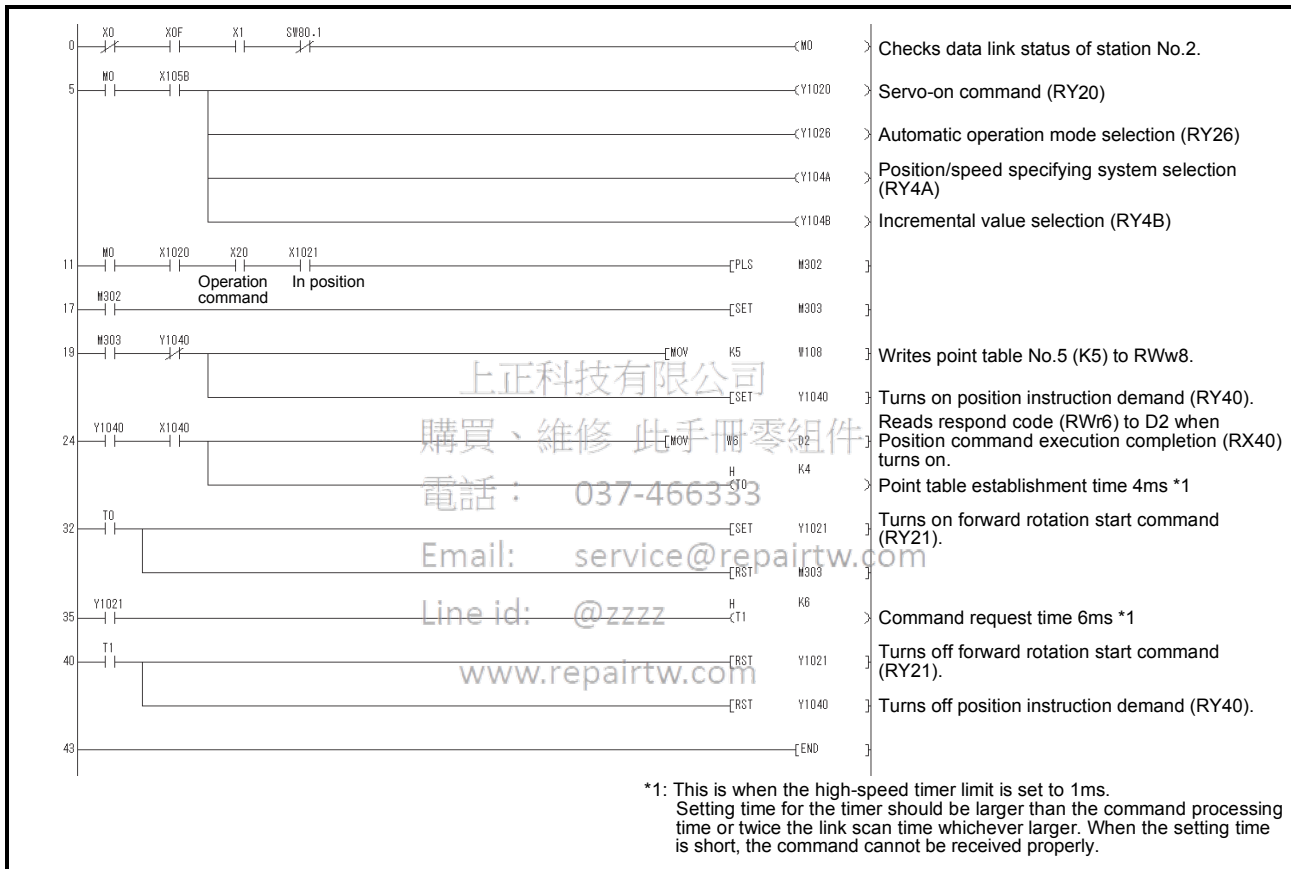 X0 X0F X1 SW80.1
0 (M0 Checks data link status of station No.2.
M0 X105B
5 (Y1020 Servo-on command (RY20)
(Y1026 Automatic operation mode selection (RY26)
(Y104A Position/speed specifying system selection
(RY4A)
(Y104B Incremental value selection (RY4B)
M0 X1020 X20 X1021
11 [PLS M302 ]
Operation In position
command
M302
17 [SET M303 ]
M303 Y1040
19 [MOV K5 W108 ] Writes point table No.5 (K5) to RWw8.
上正科技有限公司
[SET Y1040 ] Turns on position instruction demand (RY40).
Y1040 X1040
24 [MOV W6 D2 ] Reads respond code (RWr6) to D2 when
Position command execution completion (RX40)
turns on.
購買、維修 此手冊零組件
H K4
(T0 Point table establishment time 4ms *1
電話： 037-466333
T0
32 [SET Y1021 ] Turns on forward rotation start command
(RY21).
Email: service@repairtw.com
[RST M303 ]
Y1021 H K6
35 (T1 Command request time 6ms *1
Line id: @zzzz
T1
40 [RST Y1021 ] Turns off forward rotation start command
(RY21).
www.repairtw.com
[RST Y1040 ] Turns off position instruction demand (RY40).
43 [END ]
*1: This is when the high-speed timer limit is set to 1ms.
Setting time for the timer should be larger than the command processing
time or twice the link scan time whichever larger. When the setting time
is short, the command cannot be received properly.